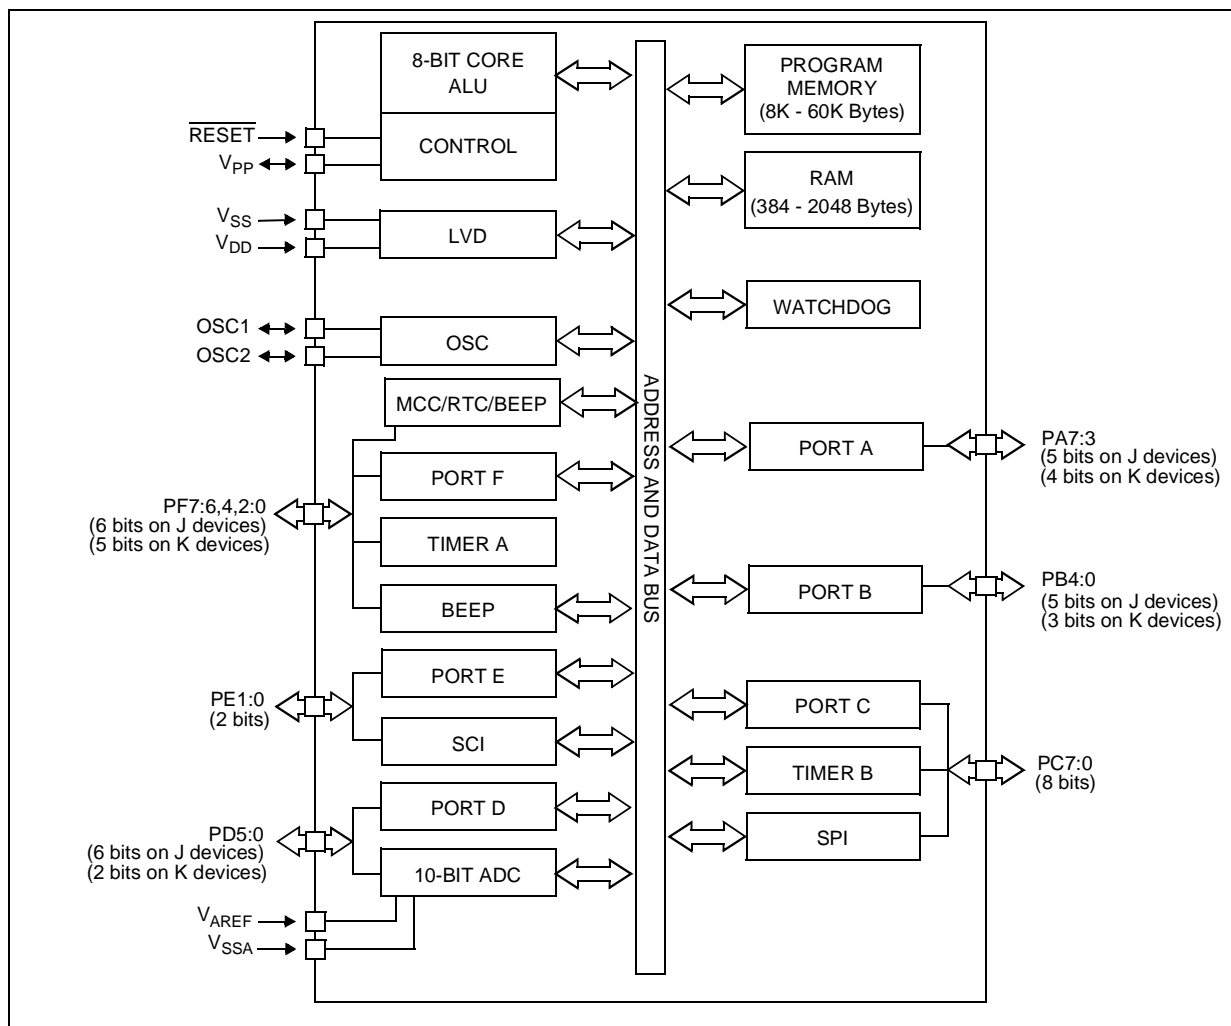 8-BIT CORE
ALU
CONTROL
RESET
VPP
VSS
VDD
LVD
OSC1
OSC2
OSC
MCC/RTC/BEEP
PORT F
PF7:6,4,2:0
(6 bits on J devices)
(5 bits on K devices)
TIMER A
BEEP
PORT E
PE1:0
(2 bits)
SCI
PORT D
PD5:0
(6 bits on J devices)
(2 bits on K devices)
10-BIT ADC
VAREF
VSSA
ADDRESS AND DATA BUS
PROGRAM
MEMORY
(8K - 60K Bytes)
RAM
(384 - 2048 Bytes)
WATCHDOG
PORT A
PA7:3
(5 bits on J devices)
(4 bits on K devices)
PORT B
PB4:0
(5 bits on J devices)
(3 bits on K devices)
PORT C
TIMER B
PC7:0
(8 bits)
SPI